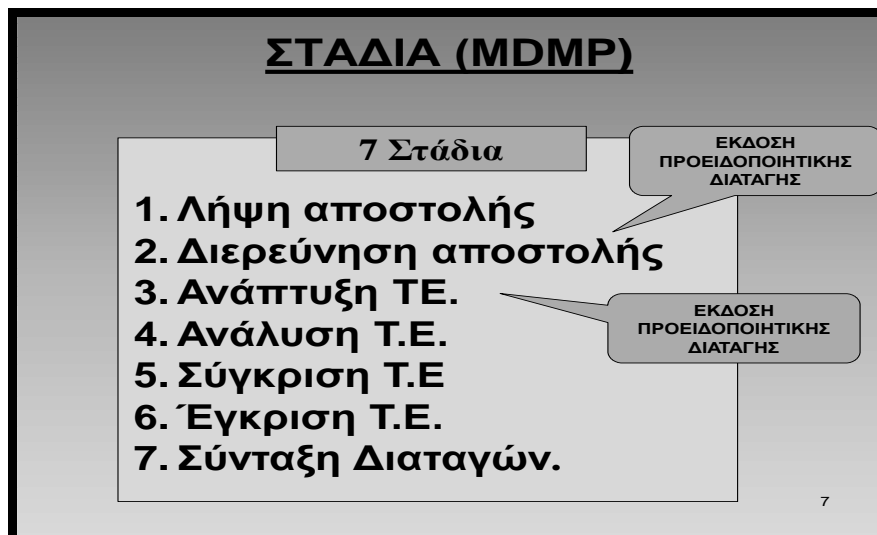 ΣΤΑΔΙΑ (MDMP)
7 Στάδια
ΕΚΔΟΣΗ
ΠΡΟΕΙΔΟΠΟΙΗΤΙΚΗΣ
ΔΙΑΤΑΓΗΣ
1. Λήψη αποστολής
2. Διερεύνηση αποστολής
3. Ανάπτυξη ΤΕ.
4. Ανάλυση Τ.Ε.
5. Σύγκριση Τ.Ε
6. Έγκριση Τ.Ε.
7. Σύνταξη Διαταγών.
ΕΚΔΟΣΗ
ΠΡΟΕΙΔΟΠΟΙΗΤΙΚΗΣ
ΔΙΑΤΑΓΗΣ
7